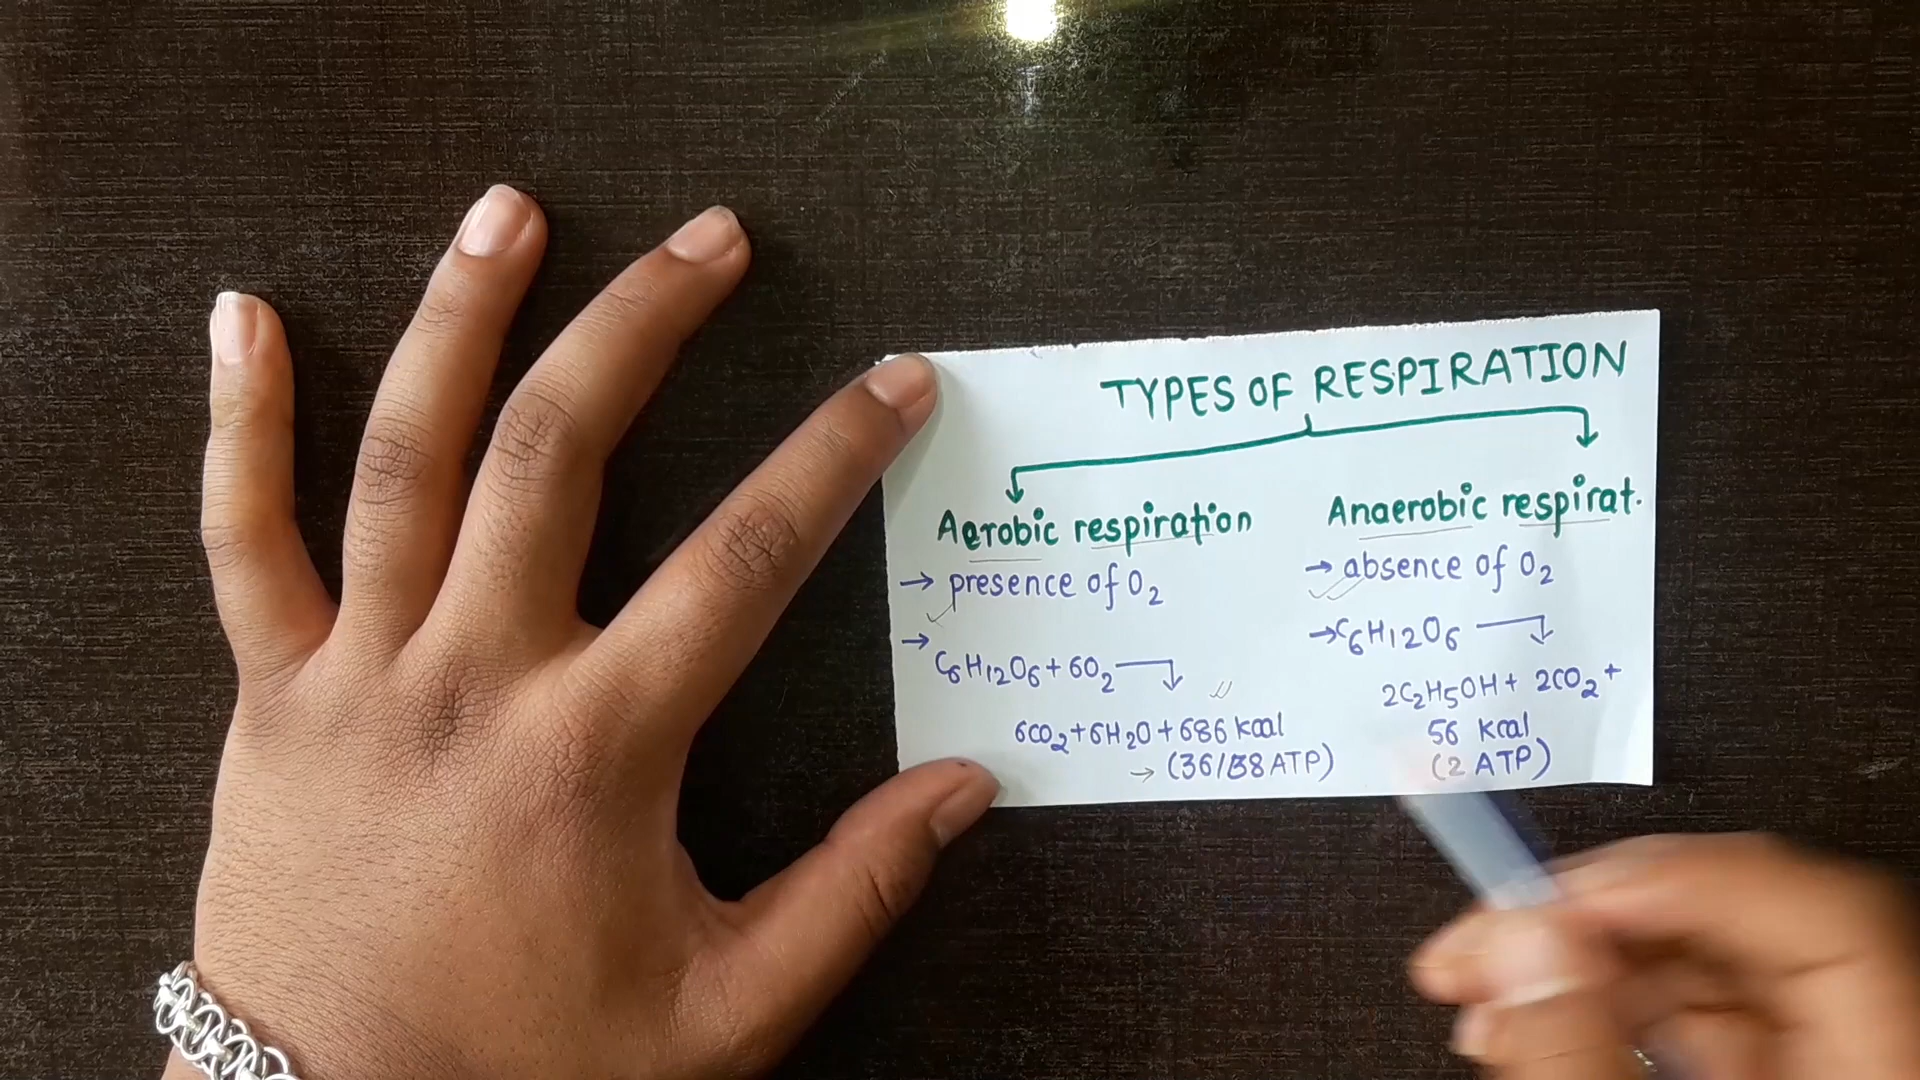 TYPES OF RESPIRATION
Aerobic respiration
→ presence of O₂
→ C₆H₁₂O₆ + 6O₂
6CO₂ + 6H₂O + 686 kcal
→ (36/38 ATP)
Anaerobic respirat.
→ absence of O₂
→ C₆H₁₂O₆
2C₂H₅OH + 2CO₂ +
56 kcal
(2 ATP)